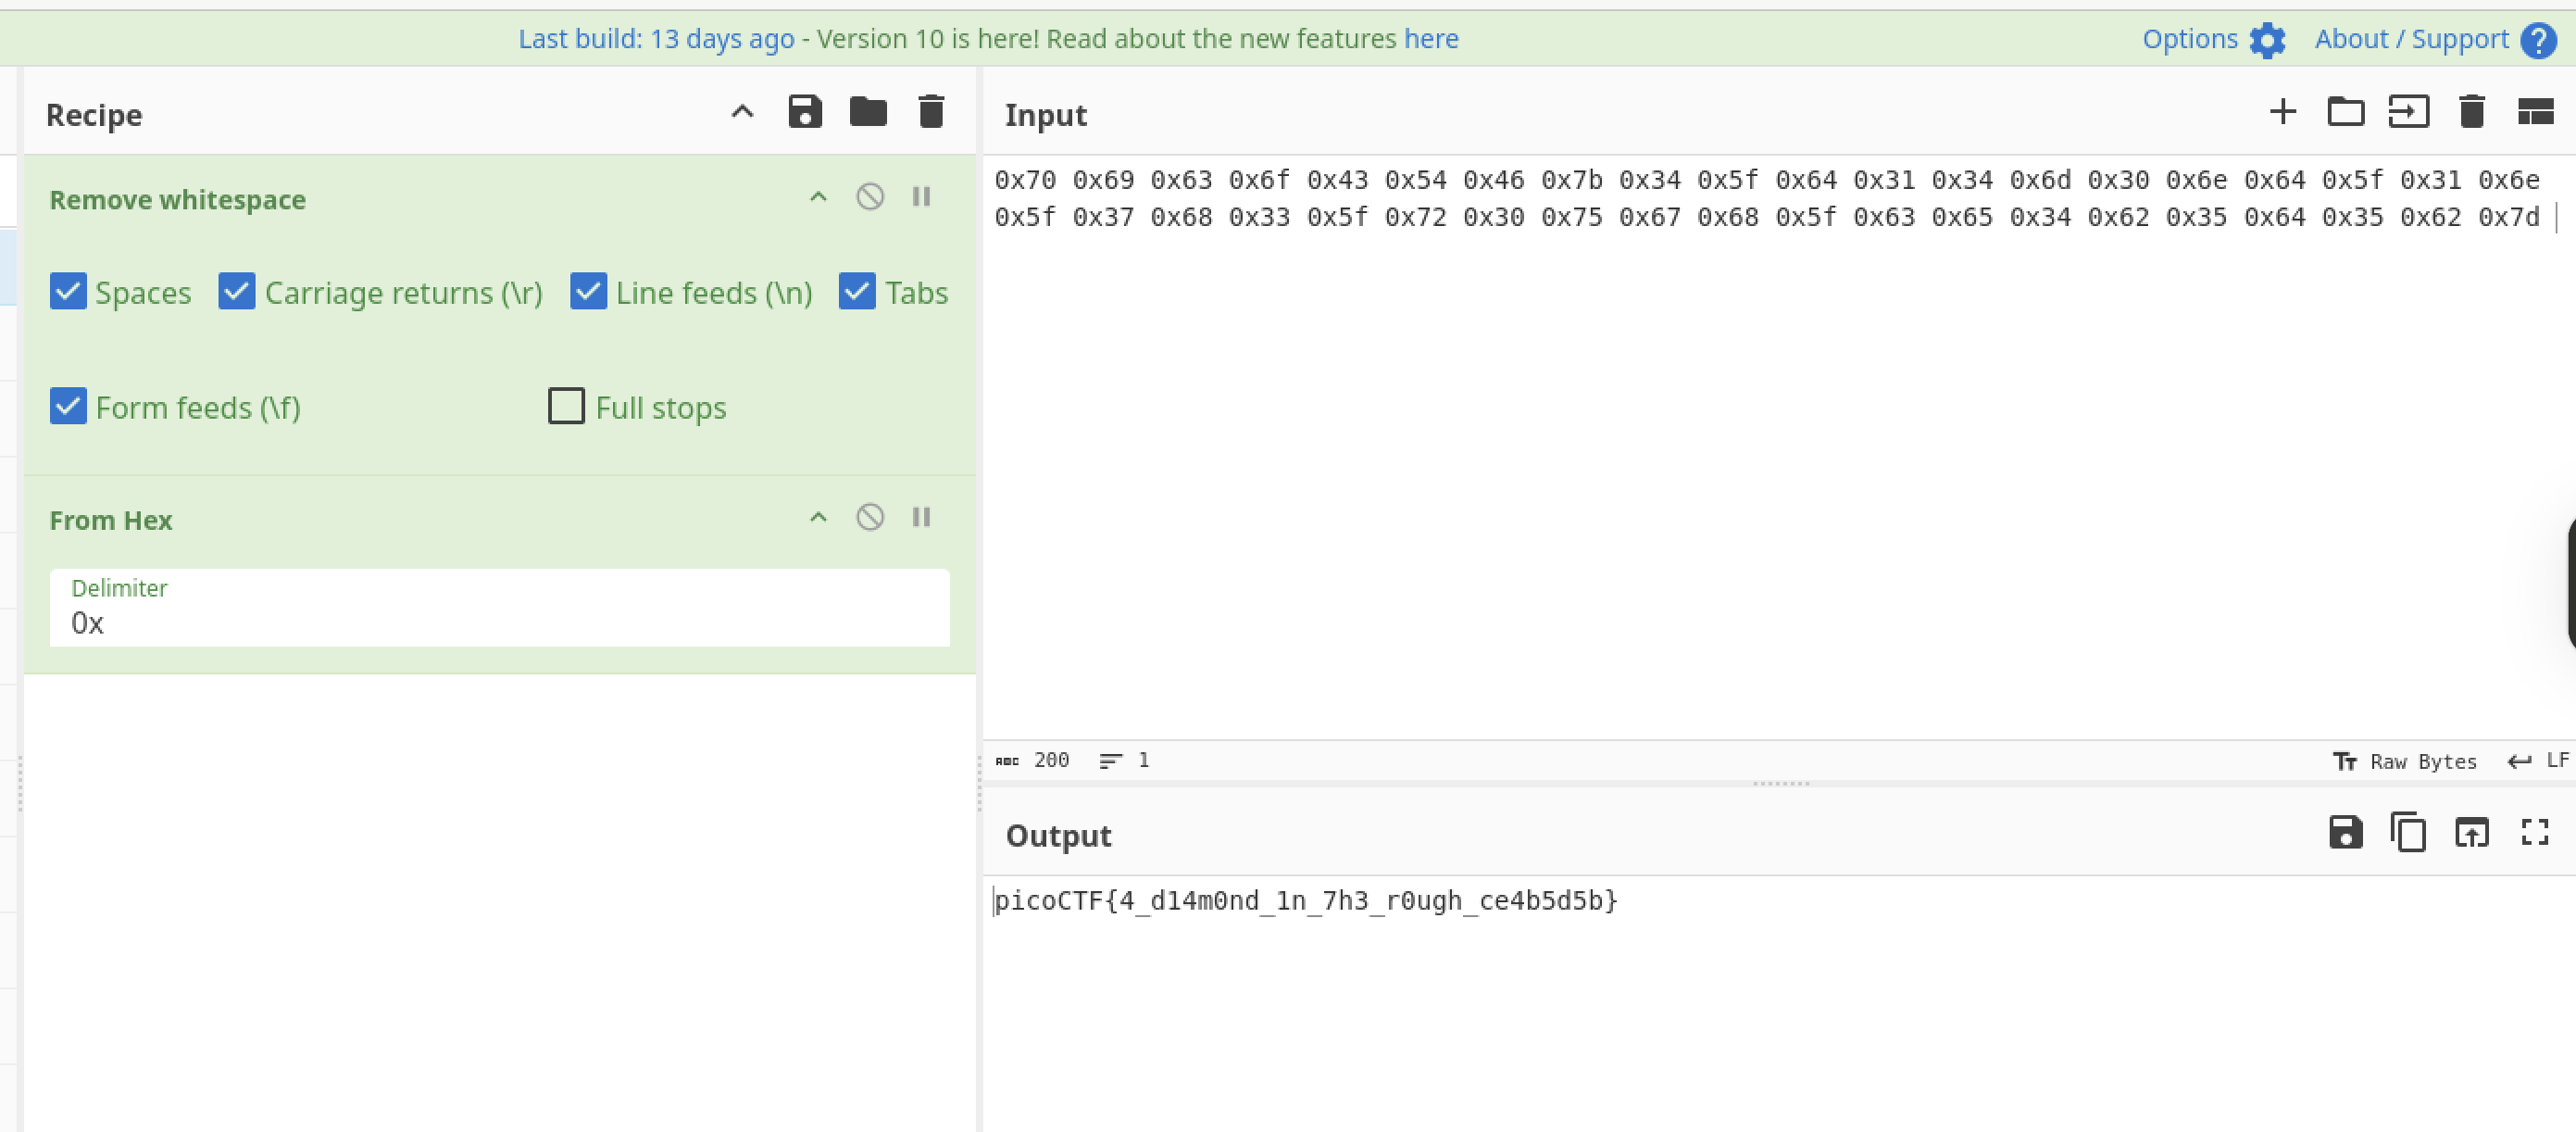 Last build: 13 days ago - Version 10 is here! Read about the new features here
Options
About / Support
Recipe
Remove whitespace
Spaces
Carriage returns (\r)
Line feeds (\n)
Tabs
Form feeds (\f)
Full stops
From Hex
Delimiter
0x
Input
0x70 0x69 0x63 0x6f 0x43 0x54 0x46 0x7b 0x34 0x5f 0x64 0x31 0x34 0x6d 0x30 0x6e 0x64 0x5f 0x31 0x6e
0x5f 0x37 0x68 0x33 0x5f 0x72 0x30 0x75 0x67 0x68 0x5f 0x63 0x65 0x34 0x62 0x35 0x64 0x35 0x62 0x7d
ABC 200
1
Raw Bytes
LF
Output
picoCTF{4_d14m0nd_1n_7h3_r0ugh_ce4b5d5b}